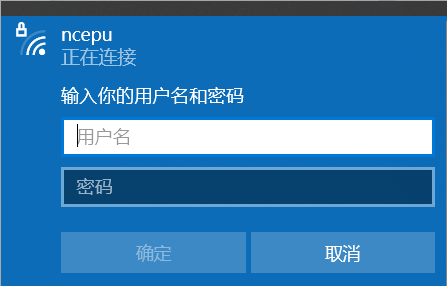 ncepu
正在连接
输入你的用户名和密码
用户名
密码
确定 取消